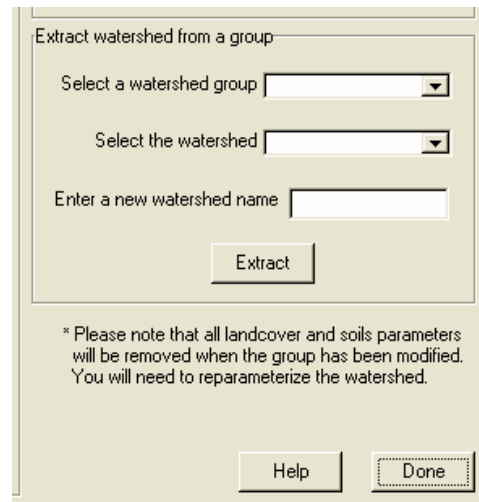 Extract watershed from a group
Select a watershed group
Select the watershed
Enter a new watershed name
Extract
* Please note that all landcover and soils parameters
will be removed when the group has been modified.
You will need to reparameterize the watershed.
Help Done